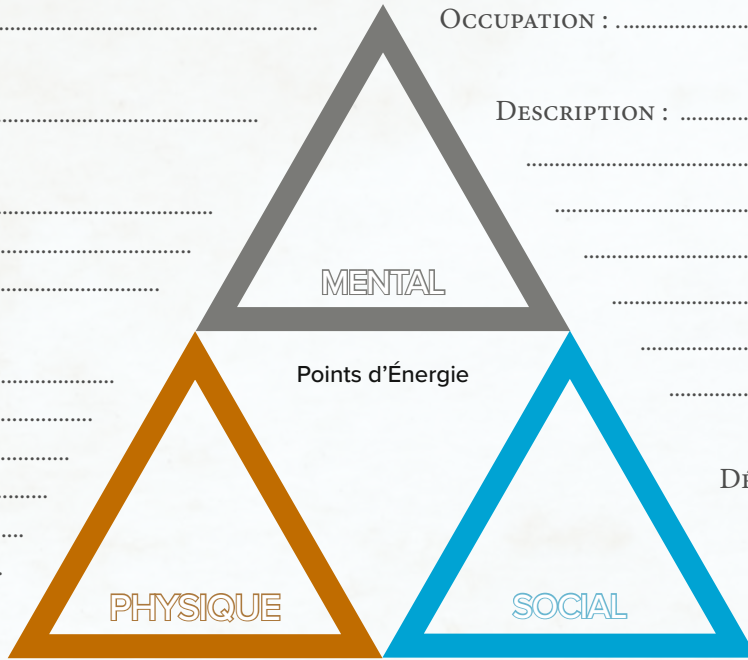 OCCUPATION :
DESCRIPTION :
MENTAL
Points d’Énergie
PHYSIQUE
SOCIAL